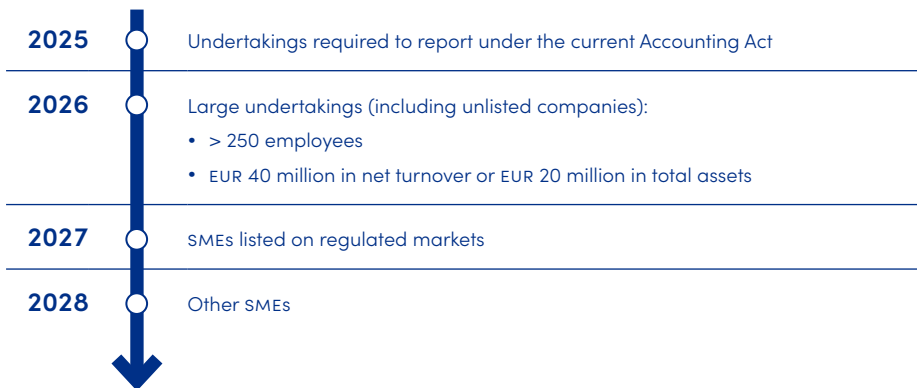 2025 Undertakings required to report under the current Accounting Act
2026 Large undertakings (including unlisted companies):
• > 250 employees
• EUR 40 million in net turnover or EUR 20 million in total assets
2027 SMEs listed on regulated markets
2028 Other SMEs